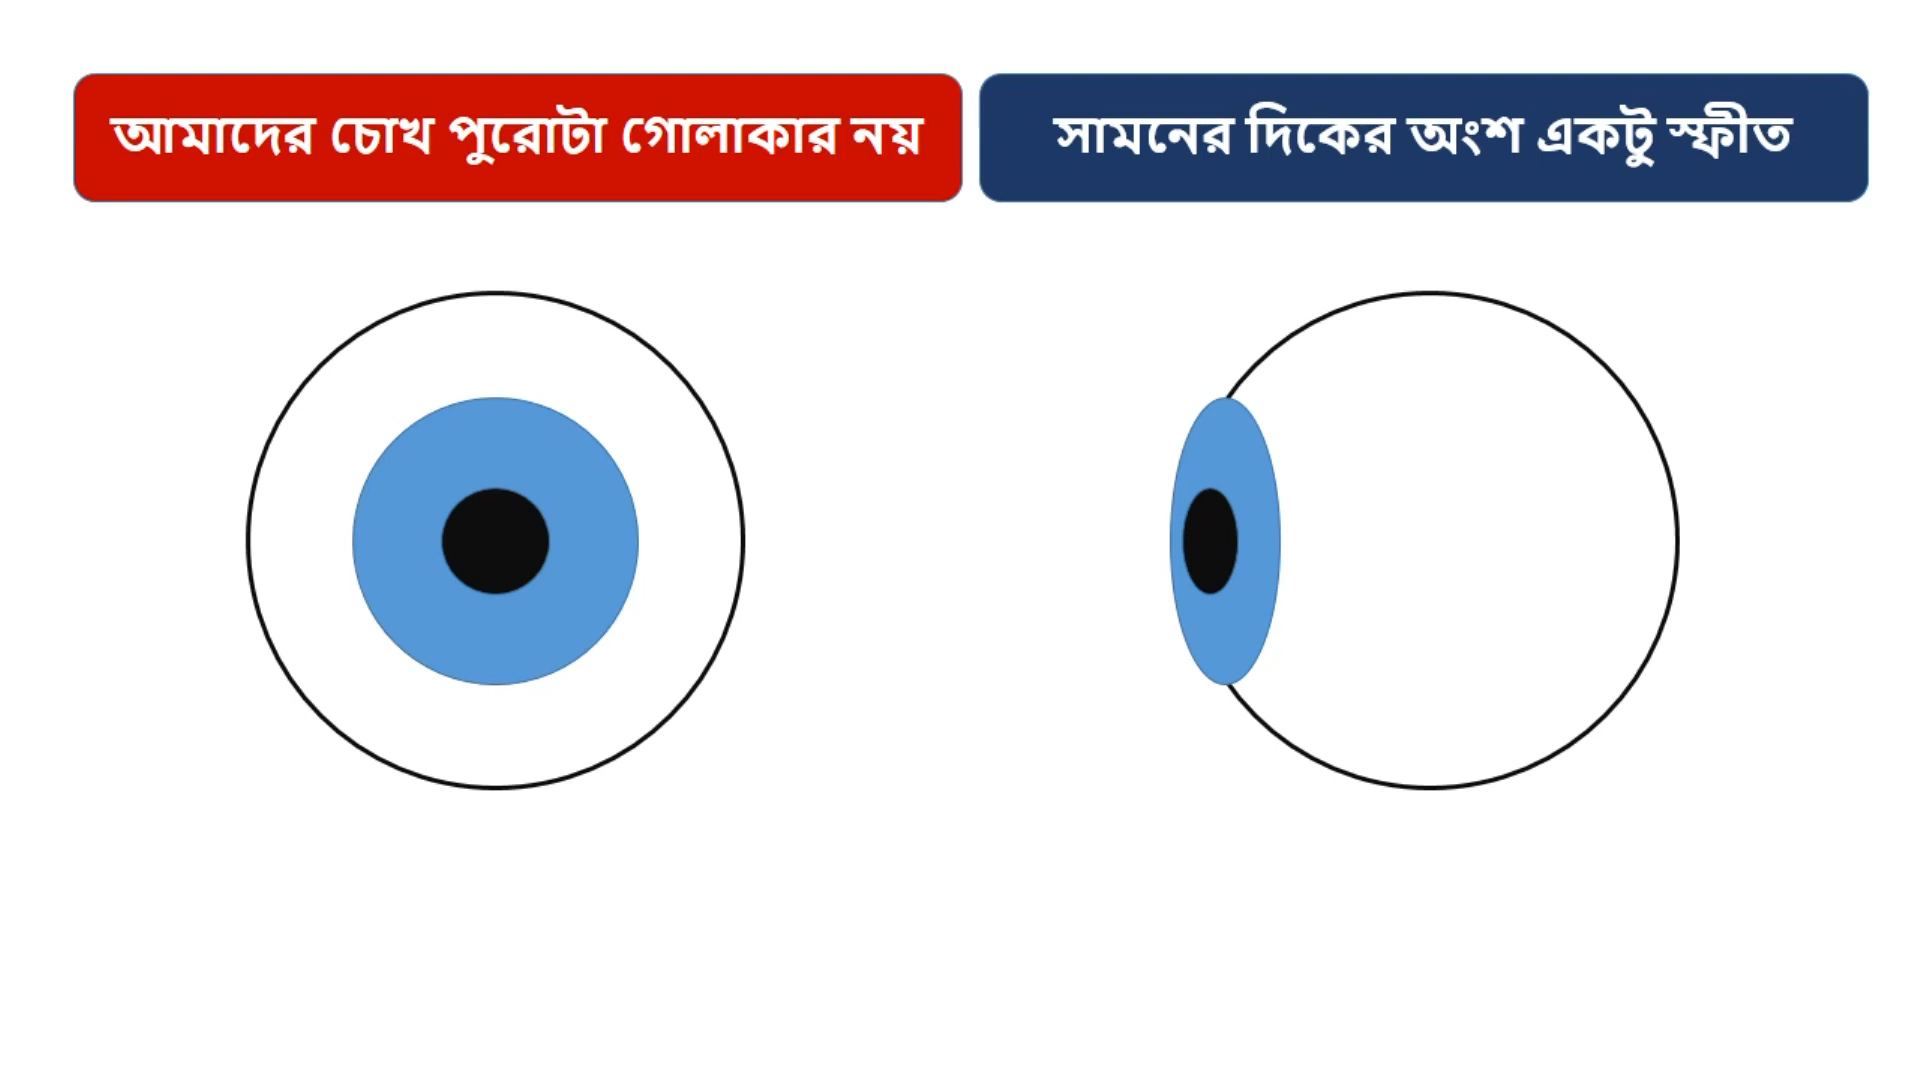 আমাদের চোখ পুরোটা গোলাকার নয়
সামনের দিকের অংশ একটু স্ফীত